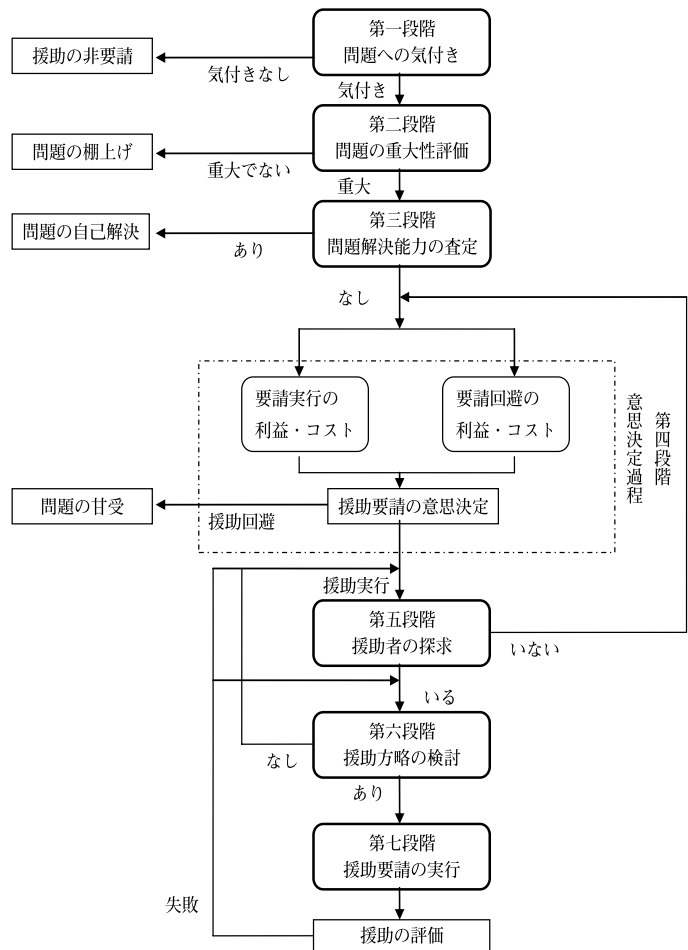 第一段階
問題への気付き
援助の非要請
気付きなし
気付き
第二段階
問題の重大性評価
問題の棚上げ
重大でない
重大
第三段階
問題解決能力の査定
問題の自己解決
あり
なし
要請実行の
利益・コスト
要請回避の
利益・コスト
第四段階
意思決定過程
援助要請の意思決定
問題の甘受
援助回避
援助実行
第五段階
援助者の探求
いない
いる
第六段階
援助方略の検討
なし
あり
第七段階
援助要請の実行
失敗
援助の評価